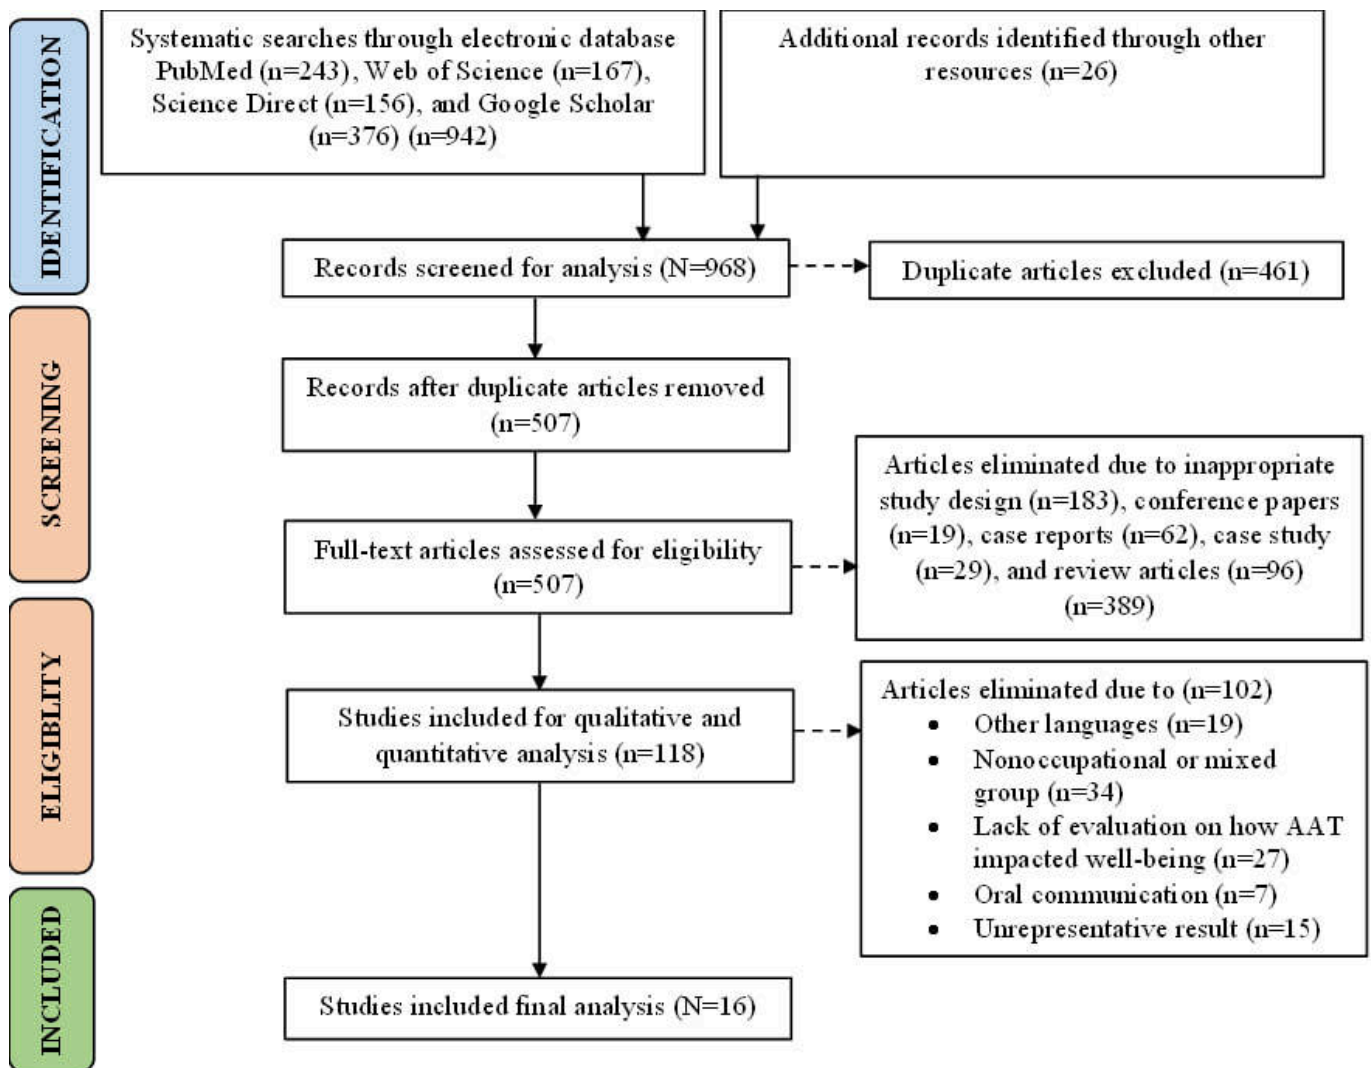 IDENTIFICATION
Systematic searches through electronic database
PubMed (n=243), Web of Science (n=167),
Science Direct (n=156), and Google Scholar
(n=376) (n=942)
Additional records identified through other
resources (n=26)
Records screened for analysis (N=968)
Duplicate articles excluded (n=461)
SCREENING
Records after duplicate articles removed
(n=507)
Full-text articles assessed for eligibility
(n=507)
Articles eliminated due to inappropriate
study design (n=183), conference papers
(n=19), case reports (n=62), case study
(n=29), and review articles (n=96)
(n=389)
ELIGIBLITY
Studies included for qualitative and
quantitative analysis (n=118)
Articles eliminated due to (n=102)
• Other languages (n=19)
• Nonoccupational or mixed
group (n=34)
• Lack of evaluation on how AAT
impacted well-being (n=27)
• Oral communication (n=7)
• Unrepresentative result (n=15)
INCLUDED
Studies included final analysis (N=16)